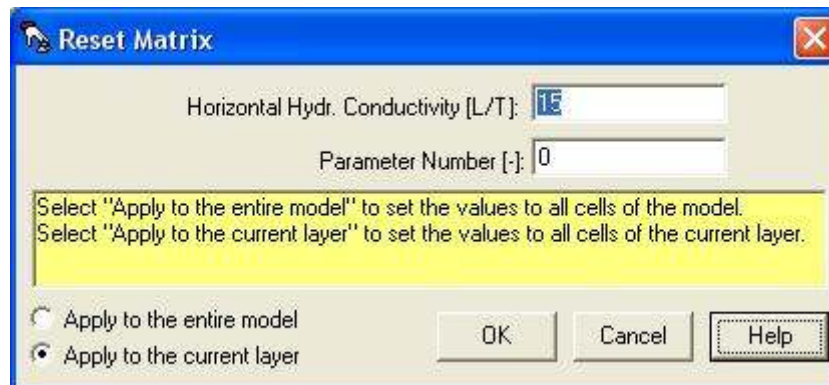 Reset Matrix
Horizontal Hydr. Conductivity [L/T]: 15
Parameter Number [-]: 0
Select "Apply to the entire model" to set the values to all cells of the model.
Select "Apply to the current layer" to set the values to all cells of the current layer.
Apply to the entire model
Apply to the current layer
OK Cancel Help